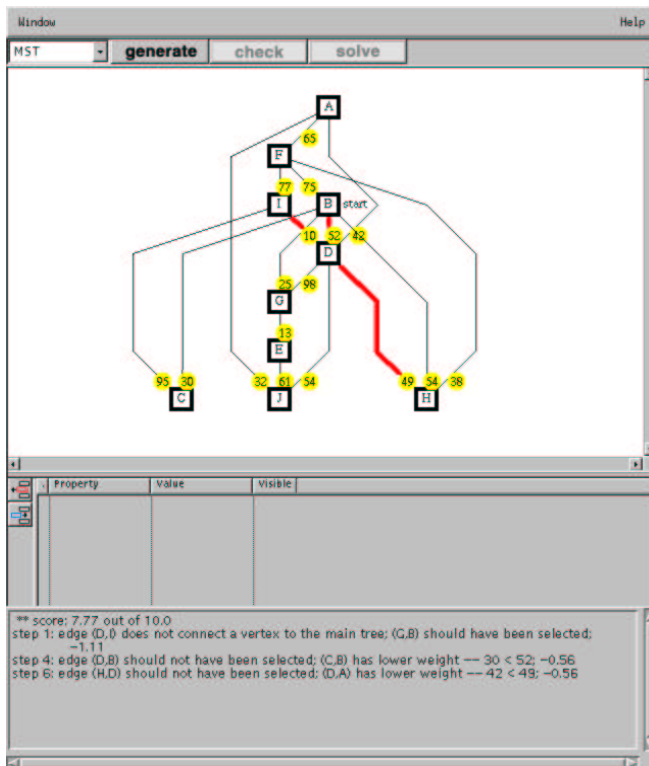 Window Help
MST generate check solve
A
65
F
77 75
I B start
10 52 42
D
25 98
G
13
E
95 30 32 61 54 49 54 38
C J H
. Property Value Visible
** score: 7.77 out of 10.0
step 1: edge (D,I) does not connect a vertex to the main tree; (G,B) should have been selected;
−1.11
step 4: edge (D,B) should not have been selected; (C,B) has lower weight −− 30 < 52; −0.56
step 6: edge (H,D) should not have been selected; (D,A) has lower weight −− 42 < 49; −0.56